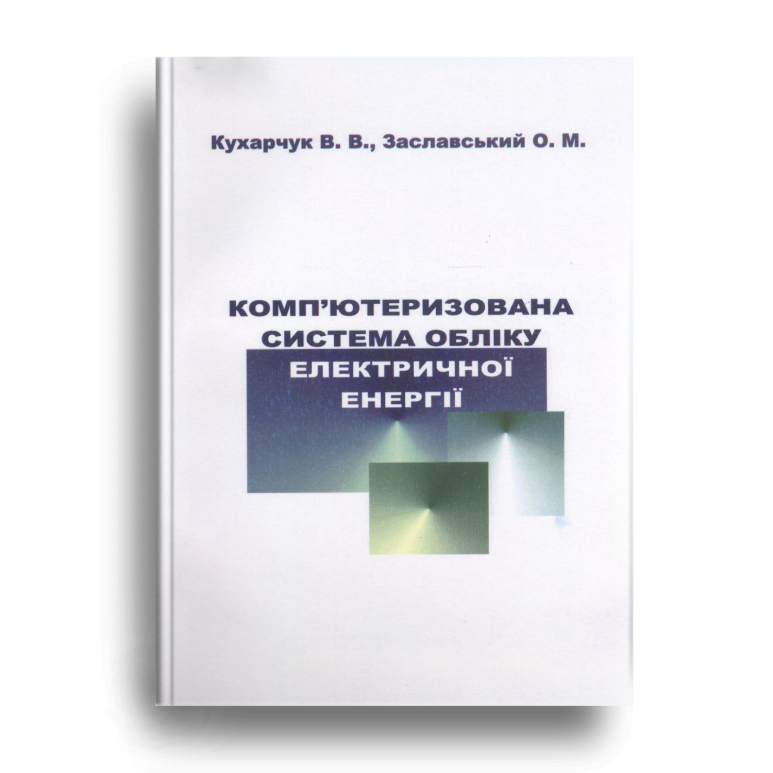 Кухарчук В. В., Заславський О. М.
КОМП’ЮТЕРИЗОВАНА
СИСТЕМА ОБЛІКУ
ЕЛЕКТРИЧНОЇ
ЕНЕРГІЇ